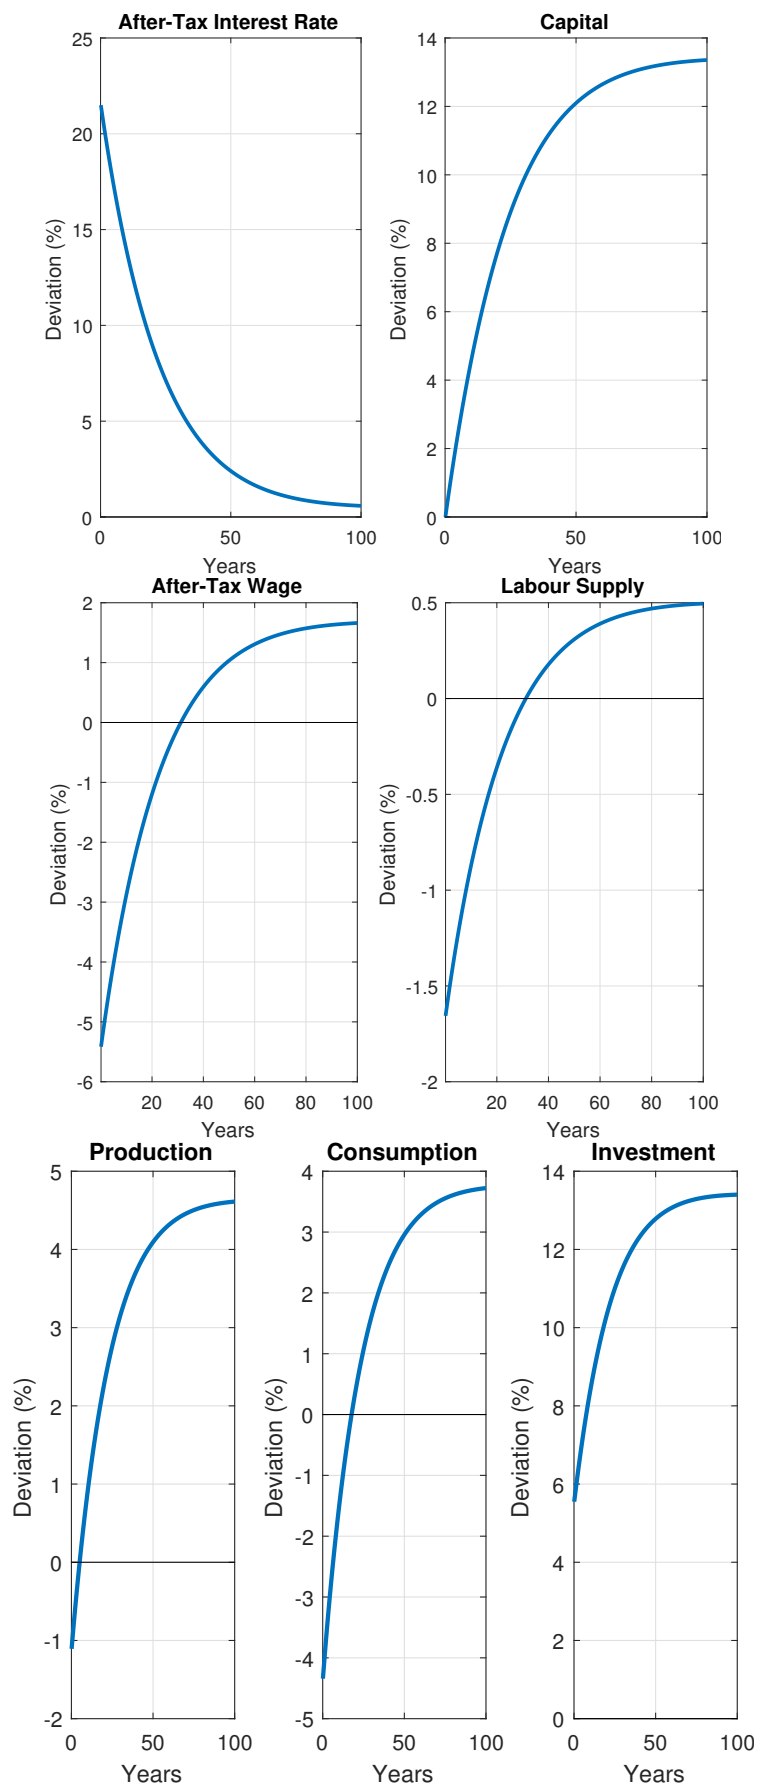 After-Tax Interest Rate
Deviation (%)
25
20
15
10
5
0
0 50 100
Years
Capital
Deviation (%)
14
12
10
8
6
4
2
0
0 50 100
Years
After-Tax Wage
Deviation (%)
2
1
0
-1
-2
-3
-4
-5
-6
20 40 60 80 100
Years
Labour Supply
Deviation (%)
0.5
0
-0.5
-1
-1.5
-2
20 40 60 80 100
Years
Production
Deviation (%)
5
4
3
2
1
0
-1
-2
0 50 100
Years
Consumption
Deviation (%)
4
3
2
1
0
-1
-2
-3
-4
-5
0 50 100
Years
Investment
Deviation (%)
14
12
10
8
6
4
2
0
0 50 100
Years